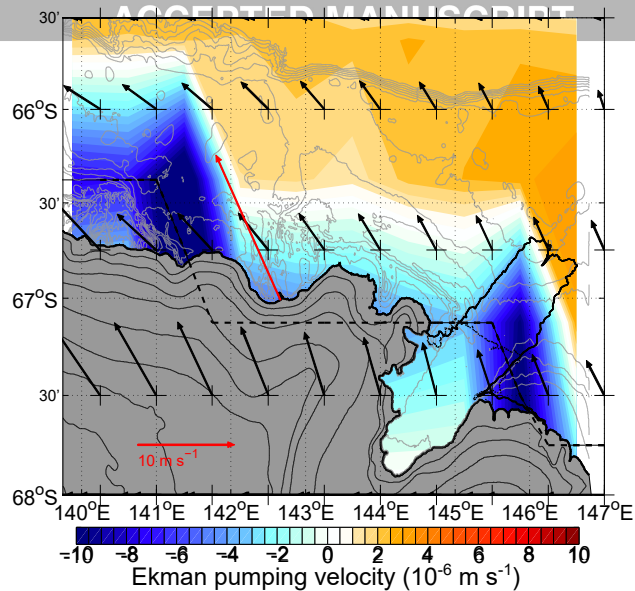 ACCEPTED MANUSCRIPT
30'
66°S
30'
67°S
30'
68°S
10 m s⁻¹
140°E 141°E 142°E 143°E 144°E 145°E 146°E 147°E
-10 -8 -6 -4 -2 0 2 4 6 8 10
Ekman pumping velocity (10⁻⁶ m s⁻¹)